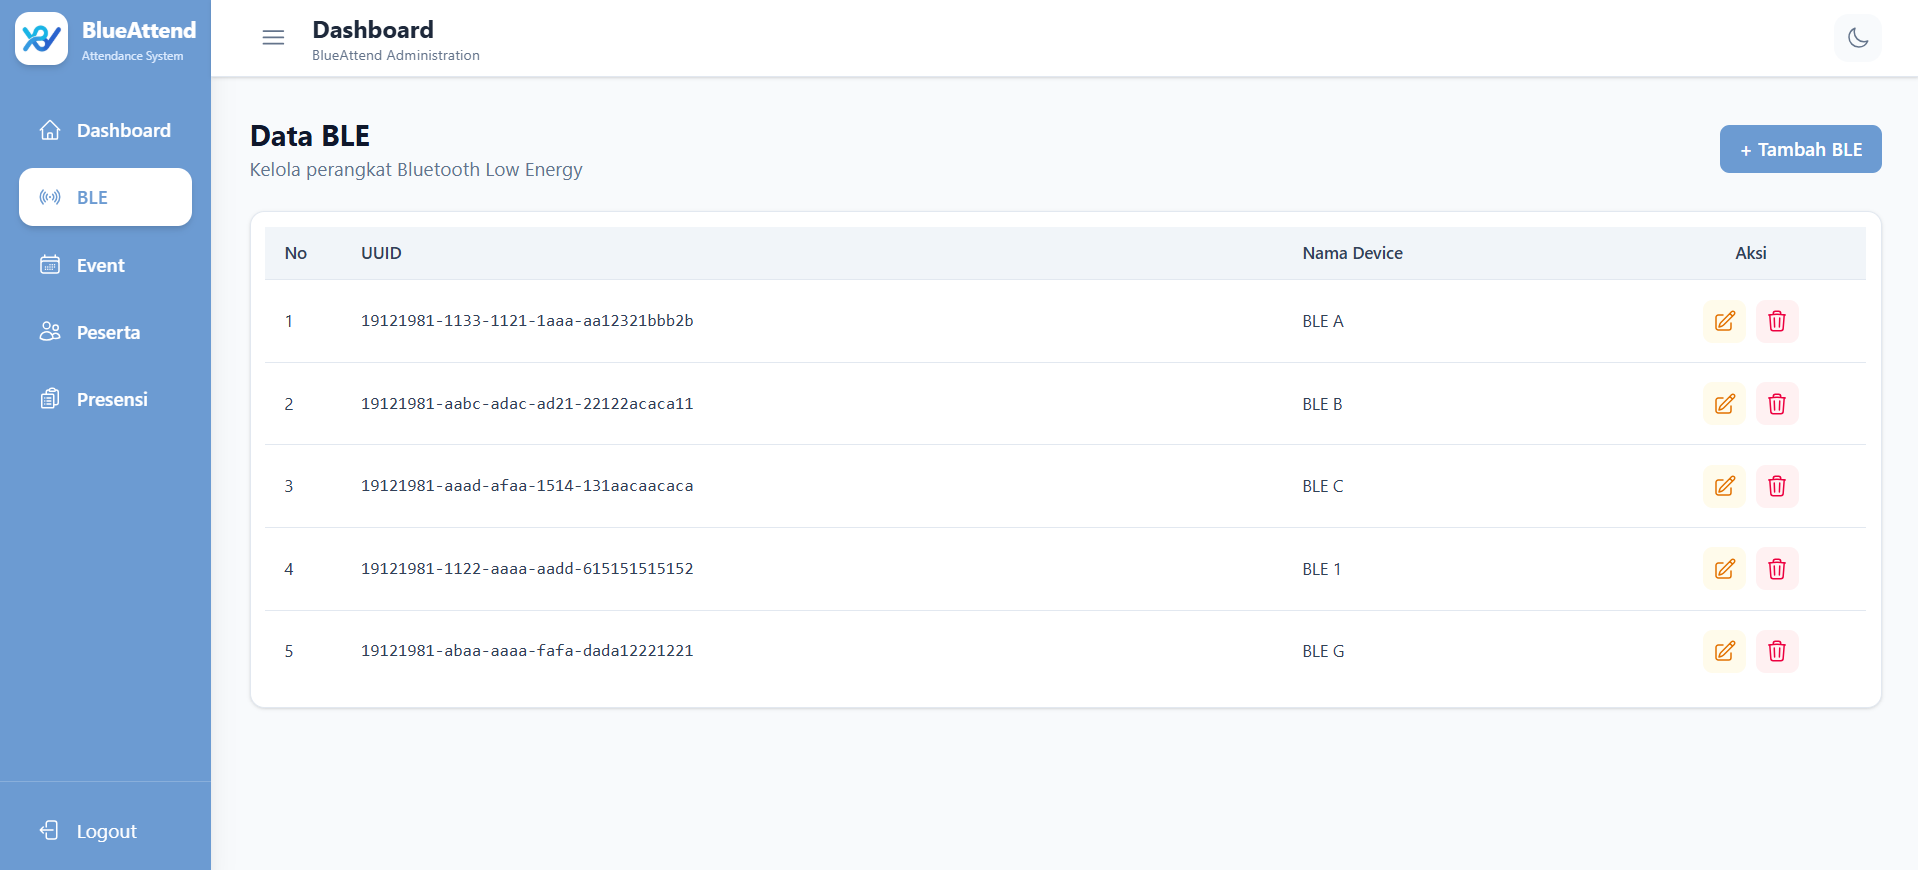 BlueAttend
Attendance System
Dashboard
BlueAttend Administration
Dashboard
BLE
Event
Peserta
Presensi
Logout
Data BLE
Kelola perangkat Bluetooth Low Energy
+ Tambah BLE
No UUID Nama Device Aksi
1 19121981-1133-1121-1aaa-aa12321bbb2b BLE A
2 19121981-aabc-adac-ad21-22122acaca11 BLE B
3 19121981-aaad-afaa-1514-131aacaacaca BLE C
4 19121981-1122-aaaa-aadd-615151515152 BLE 1
5 19121981-abaa-aaaa-fafa-dada12221221 BLE G